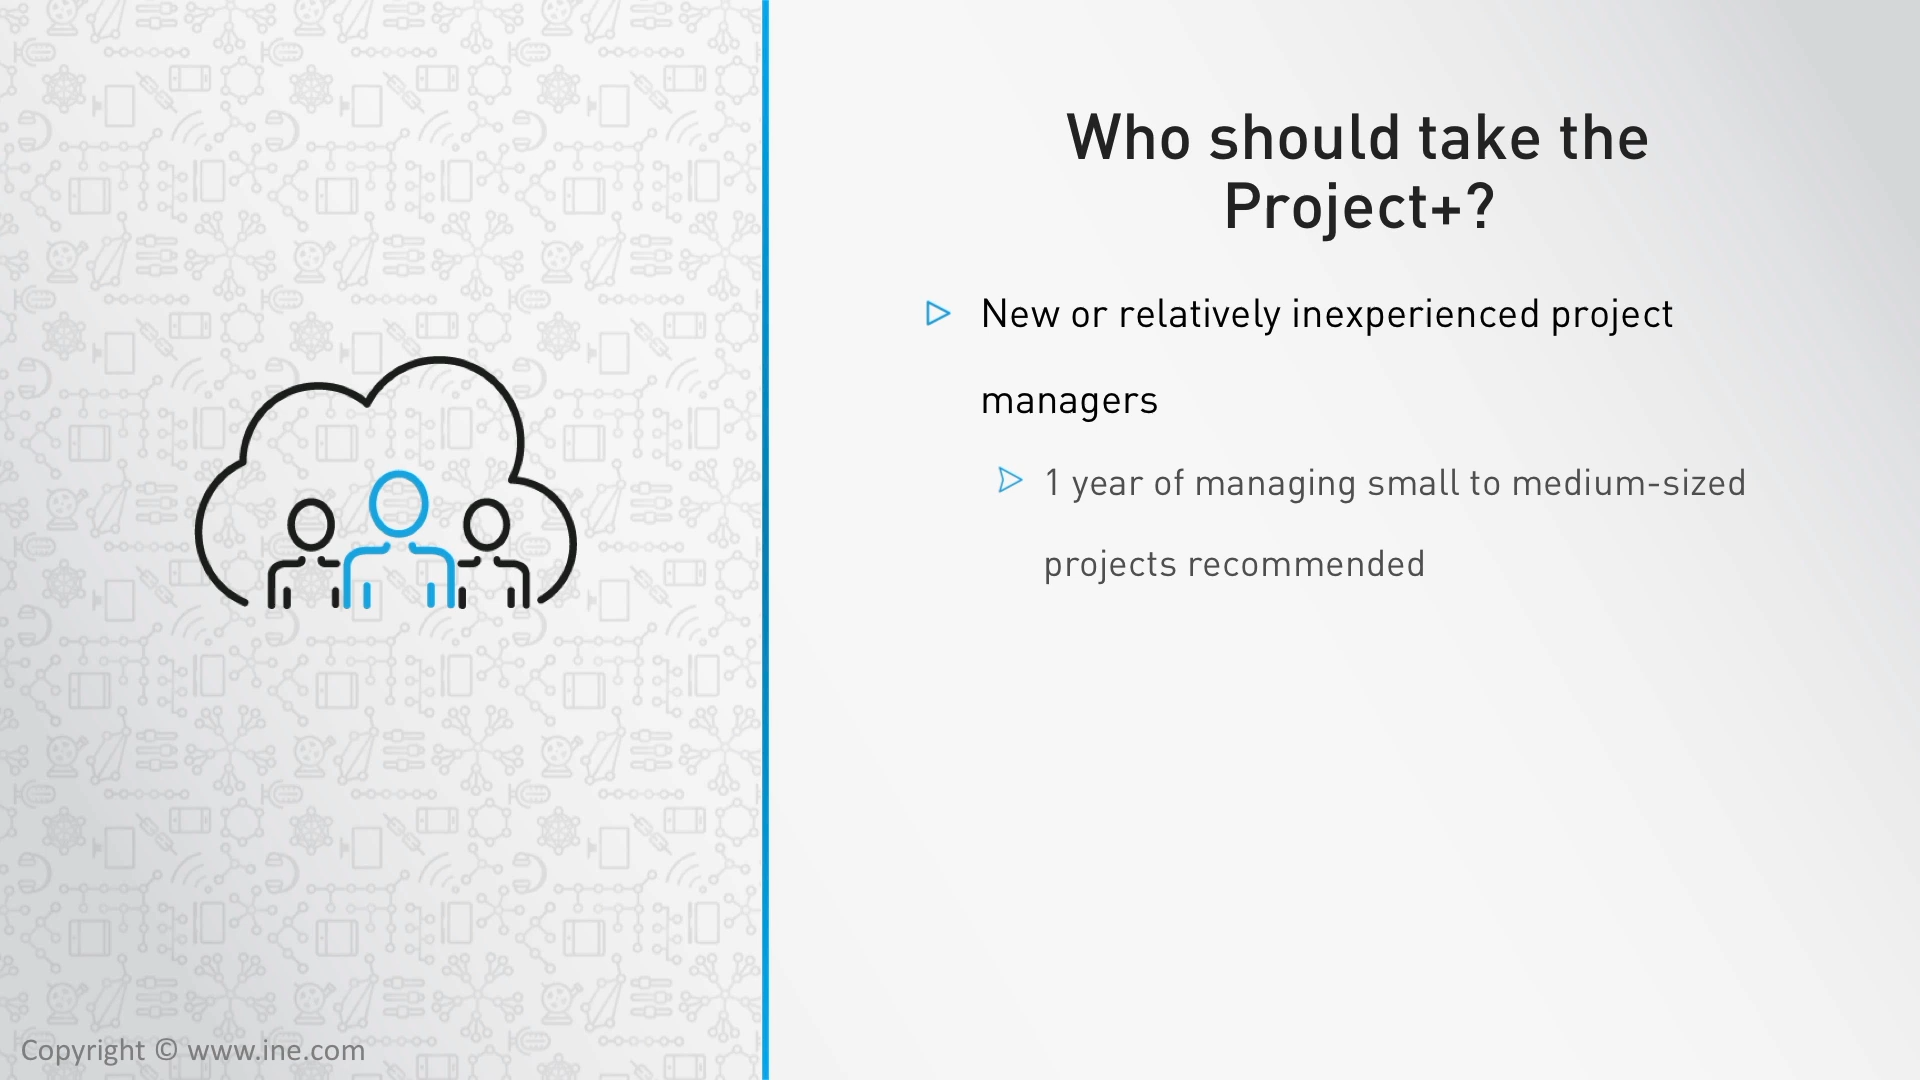 Who should take the
Project+?
New or relatively inexperienced project
managers
1 year of managing small to medium-sized
projects recommended
Copyright © www.ine.com